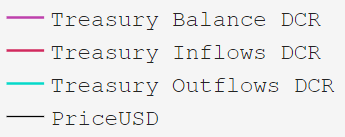 Treasury Balance DCR
Treasury Inflows DCR
Treasury Outflows DCR
PriceUSD